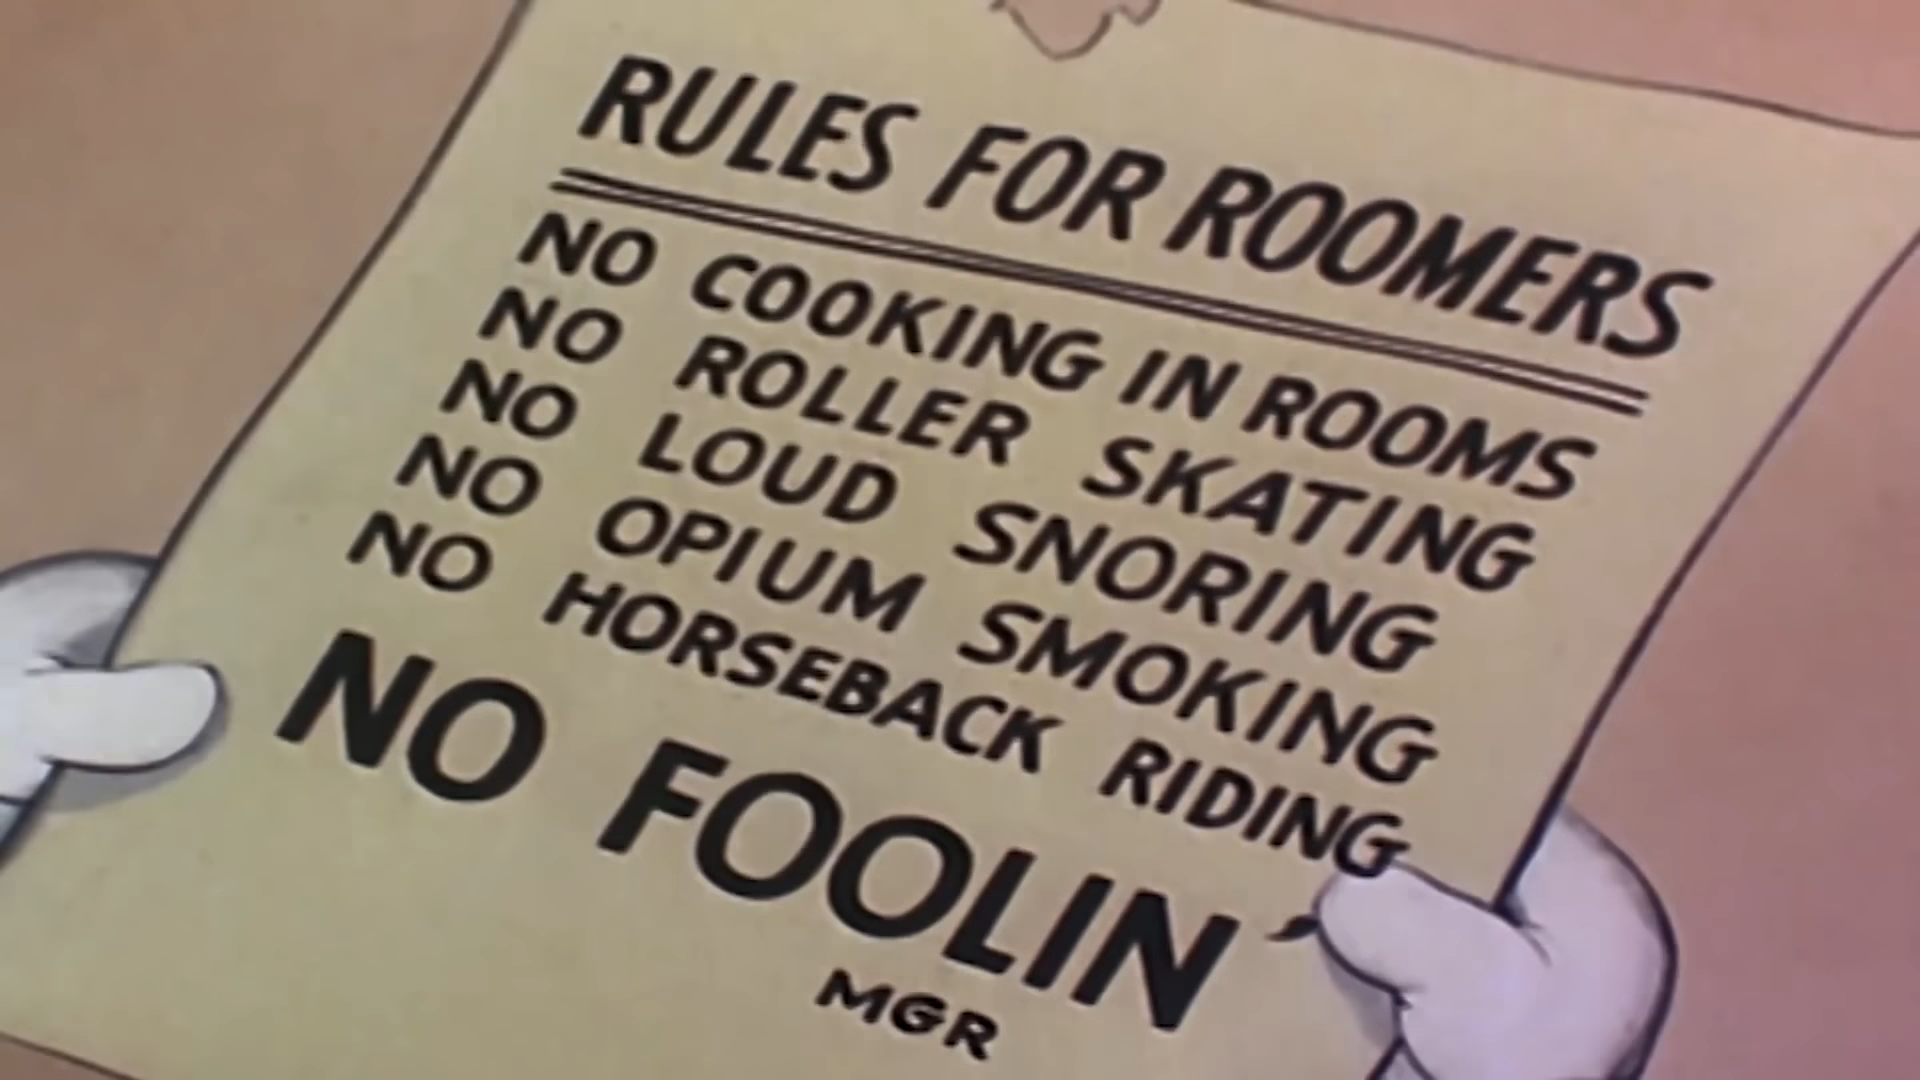 RULES FOR ROOMERS
NO COOKING IN ROOMS
NO ROLLER SKATING
NO LOUD SNORING
NO OPIUM SMOKING
NO HORSEBACK RIDING
NO FOOLIN'
MGR